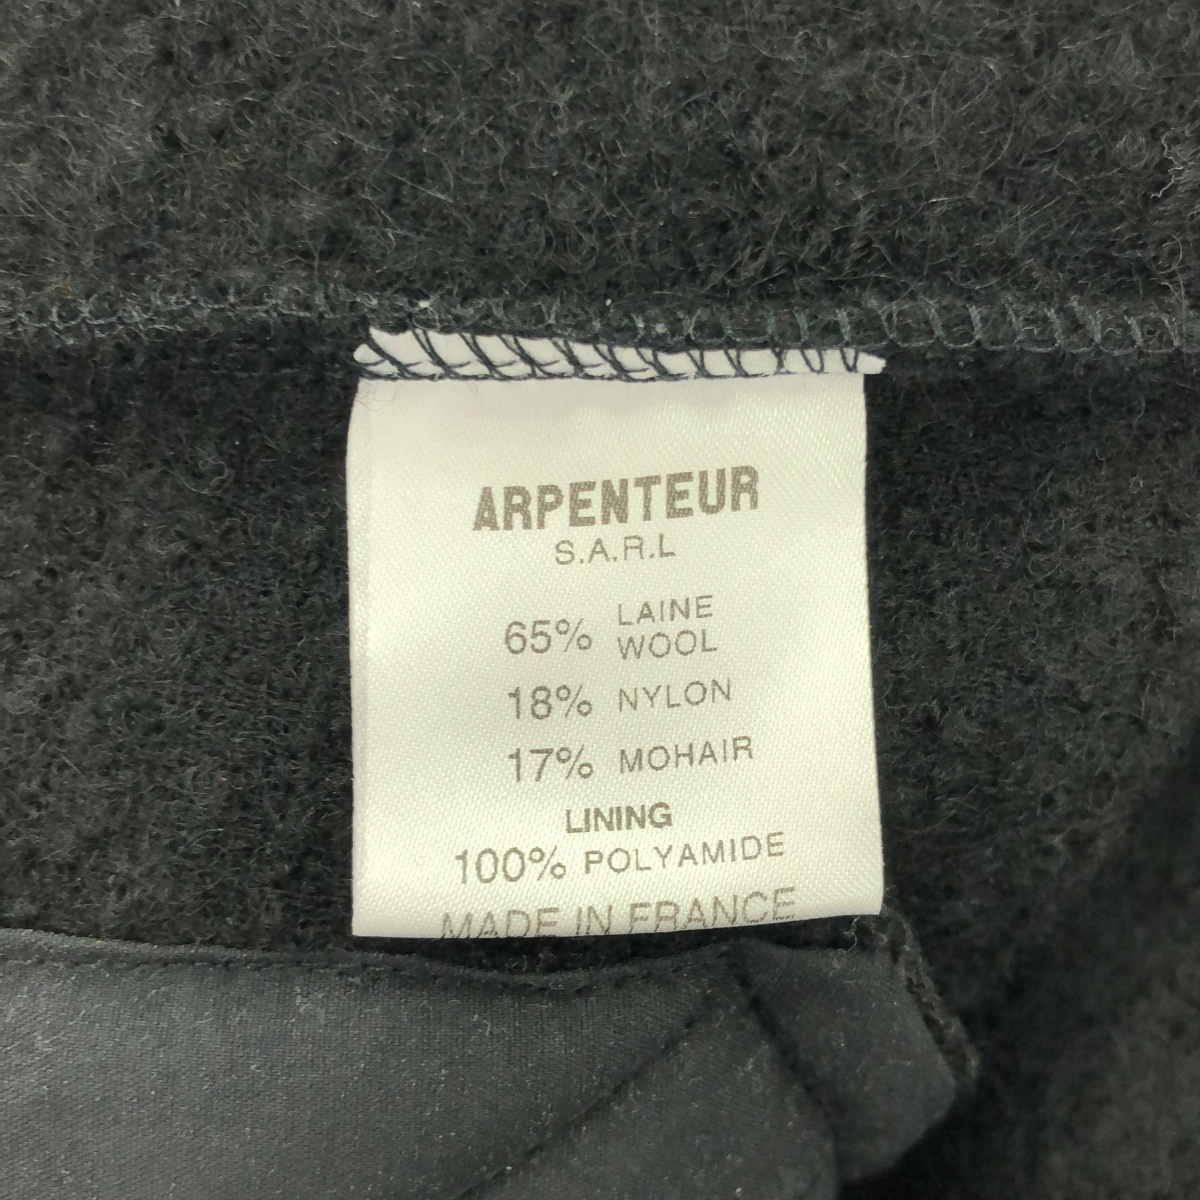 ARPENTEUR
S.A.R.L
65% LAINE
WOOL
18% NYLON
17% MOHAIR
LINING
100% POLYAMIDE
MADE IN FRANCE